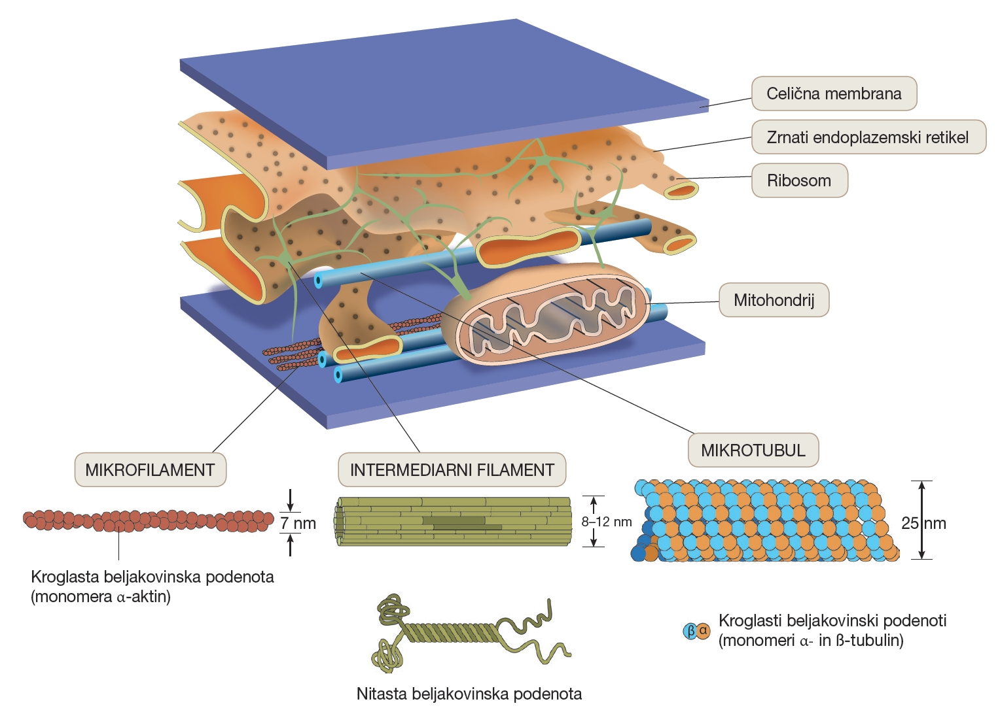 Celična membrana
Zrnati endoplazemski retikel
Ribosom
Mitohondrij
MIKROFILAMENT
INTERMEDIARNI FILAMENT
MIKROTUBUL
7 nm
8–12 nm
25 nm
Kroglasta beljakovinska podenota
(monomera α-aktin)
β α
Kroglasti beljakovinski podenoti
(monomeri α- in ß-tubulin)
Nitasta beljakovinska podenota